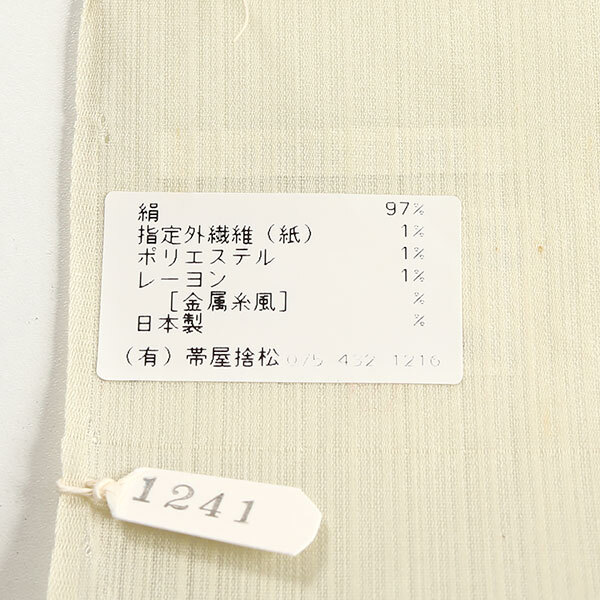 絹 97%
指定外繊維(紙) 1%
ポリエステル 1%
レーヨン 1%
[金属糸風] %
日本製 %
(有)帯屋捨松 075 432 1216
1241